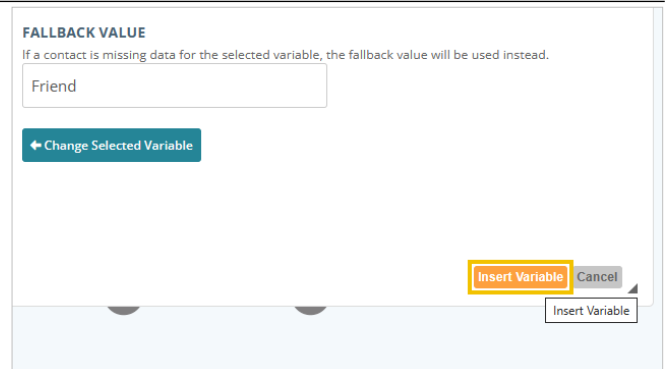 FALLBACK VALUE
If a contact is missing data for the selected variable, the fallback value will be used instead.
Friend
Change Selected Variable
Insert Variable Cancel
Insert Variable